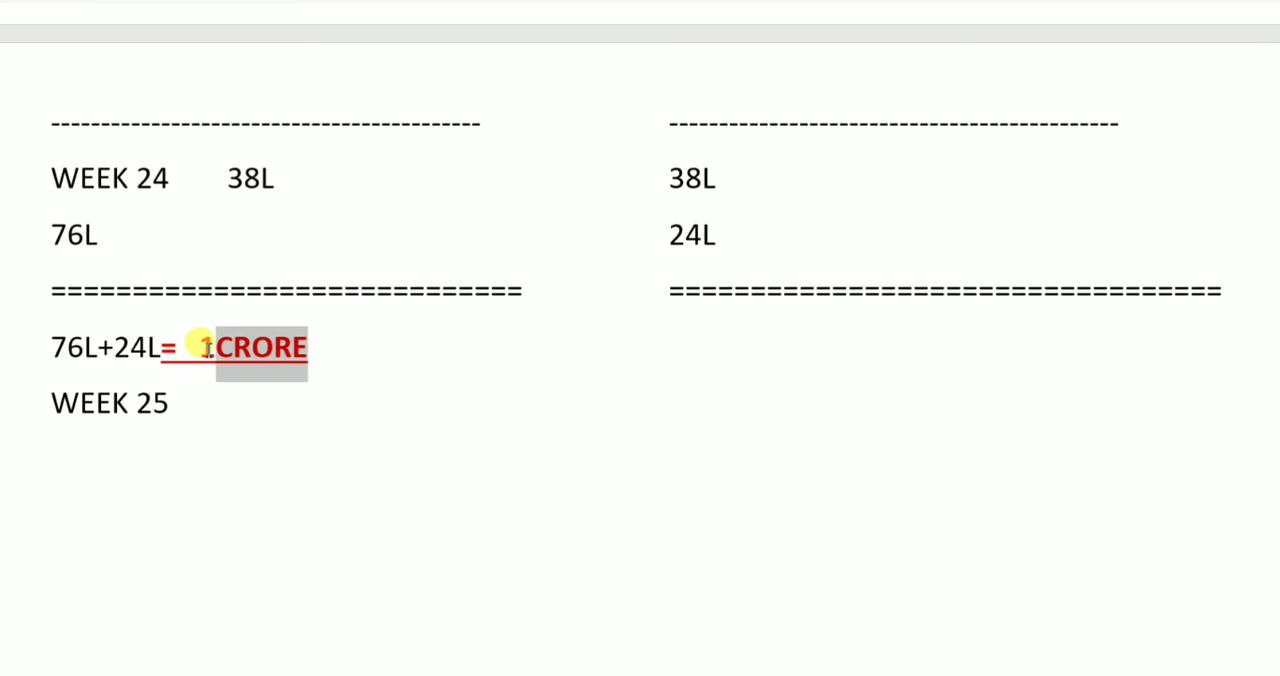 -------------------------------------------
WEEK 24 38L
76L
=============================
76L+24L= 1CRORE
WEEK 25
---------------------------------------------
38L
24L
==================================